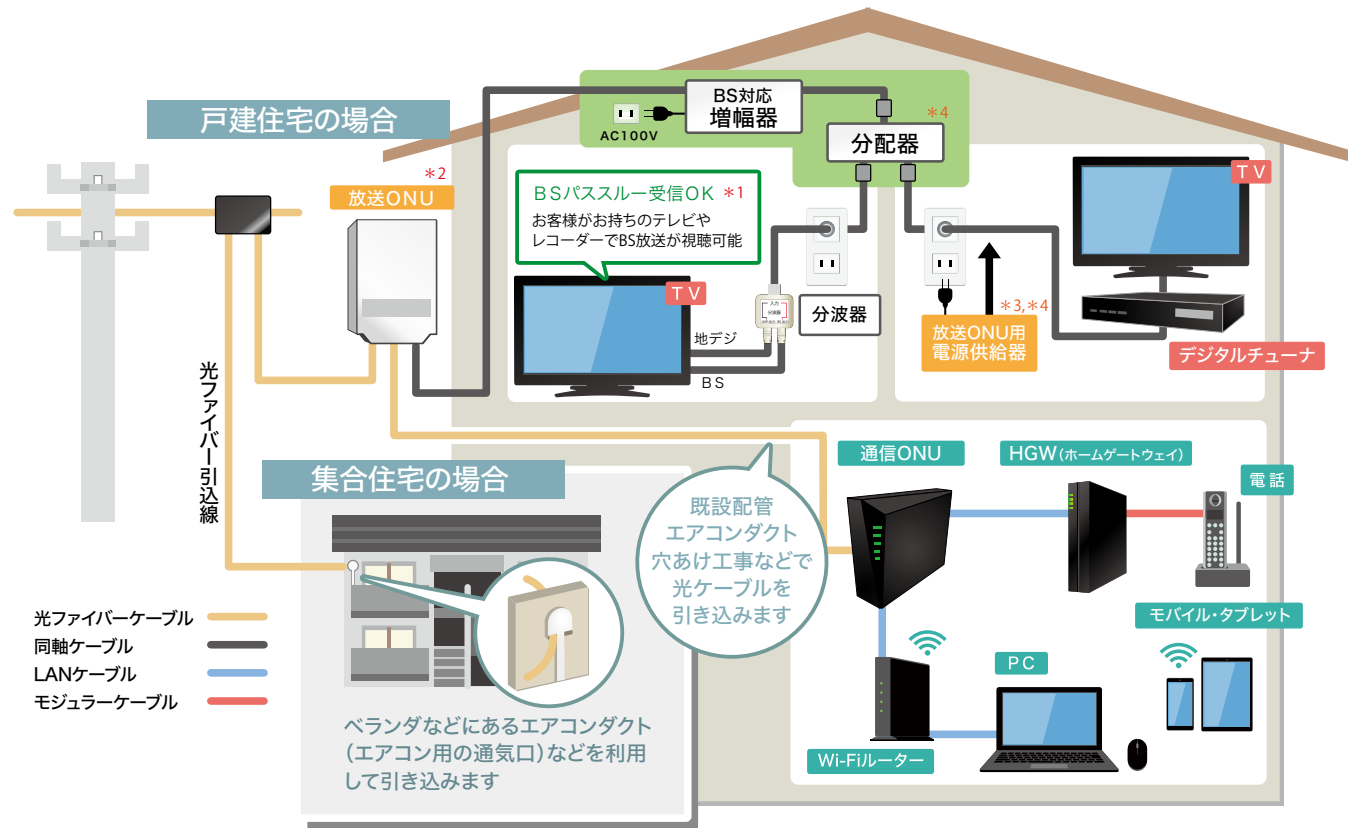 戸建住宅の場合
BS対応
増幅器
AC100V
*4
分配器
*2
放送ONU
BSパススルー受信OK *1
お客様がお持ちのテレビや
レコーダーでBS放送が視聴可能
TV
TV
入力
分波器
分波器
地デジ
BS
*3,*4
放送ONU用
電源供給器
デジタルチューナ
光ファイバー引込線
集合住宅の場合
既設配管
エアコンダクト
穴あけ工事などで
光ケーブルを
引き込みます
通信ONU
HGW(ホームゲートウェイ)
電話
モバイル・タブレット
PC
Wi-Fiルーター
光ファイバーケーブル
同軸ケーブル
LANケーブル
モジュラーケーブル
ベランダなどにあるエアコンダクト
(エアコン用の通気口)などを利用
して引き込みます